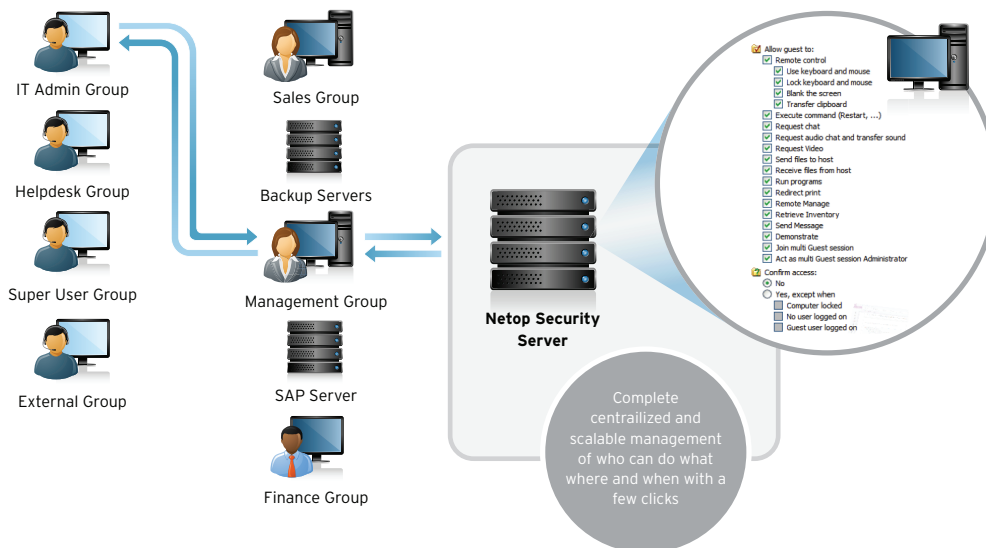 IT Admin Group
Helpdesk Group
Super User Group
External Group
Sales Group
Backup Servers
Management Group
SAP Server
Finance Group
Netop Security
Server
Complete
centrailized and
scalable management
of who can do what
where and when with a
few clicks
Allow guest to:
Remote control
Use keyboard and mouse
Lock keyboard and mouse
Blank the screen
Transfer clipboard
Execute command (Restart, ...)
Request chat
Request audio chat and transfer sound
Request Video
Send files to host
Receive files from host
Run programs
Redirect print
Remote Manage
Retrieve Inventory
Send Message
Demonstrate
Join multi Guest session
Act as multi Guest session Administrator
Confirm access:
No
Yes, except when
Computer locked
No user logged on
Guest user logged on